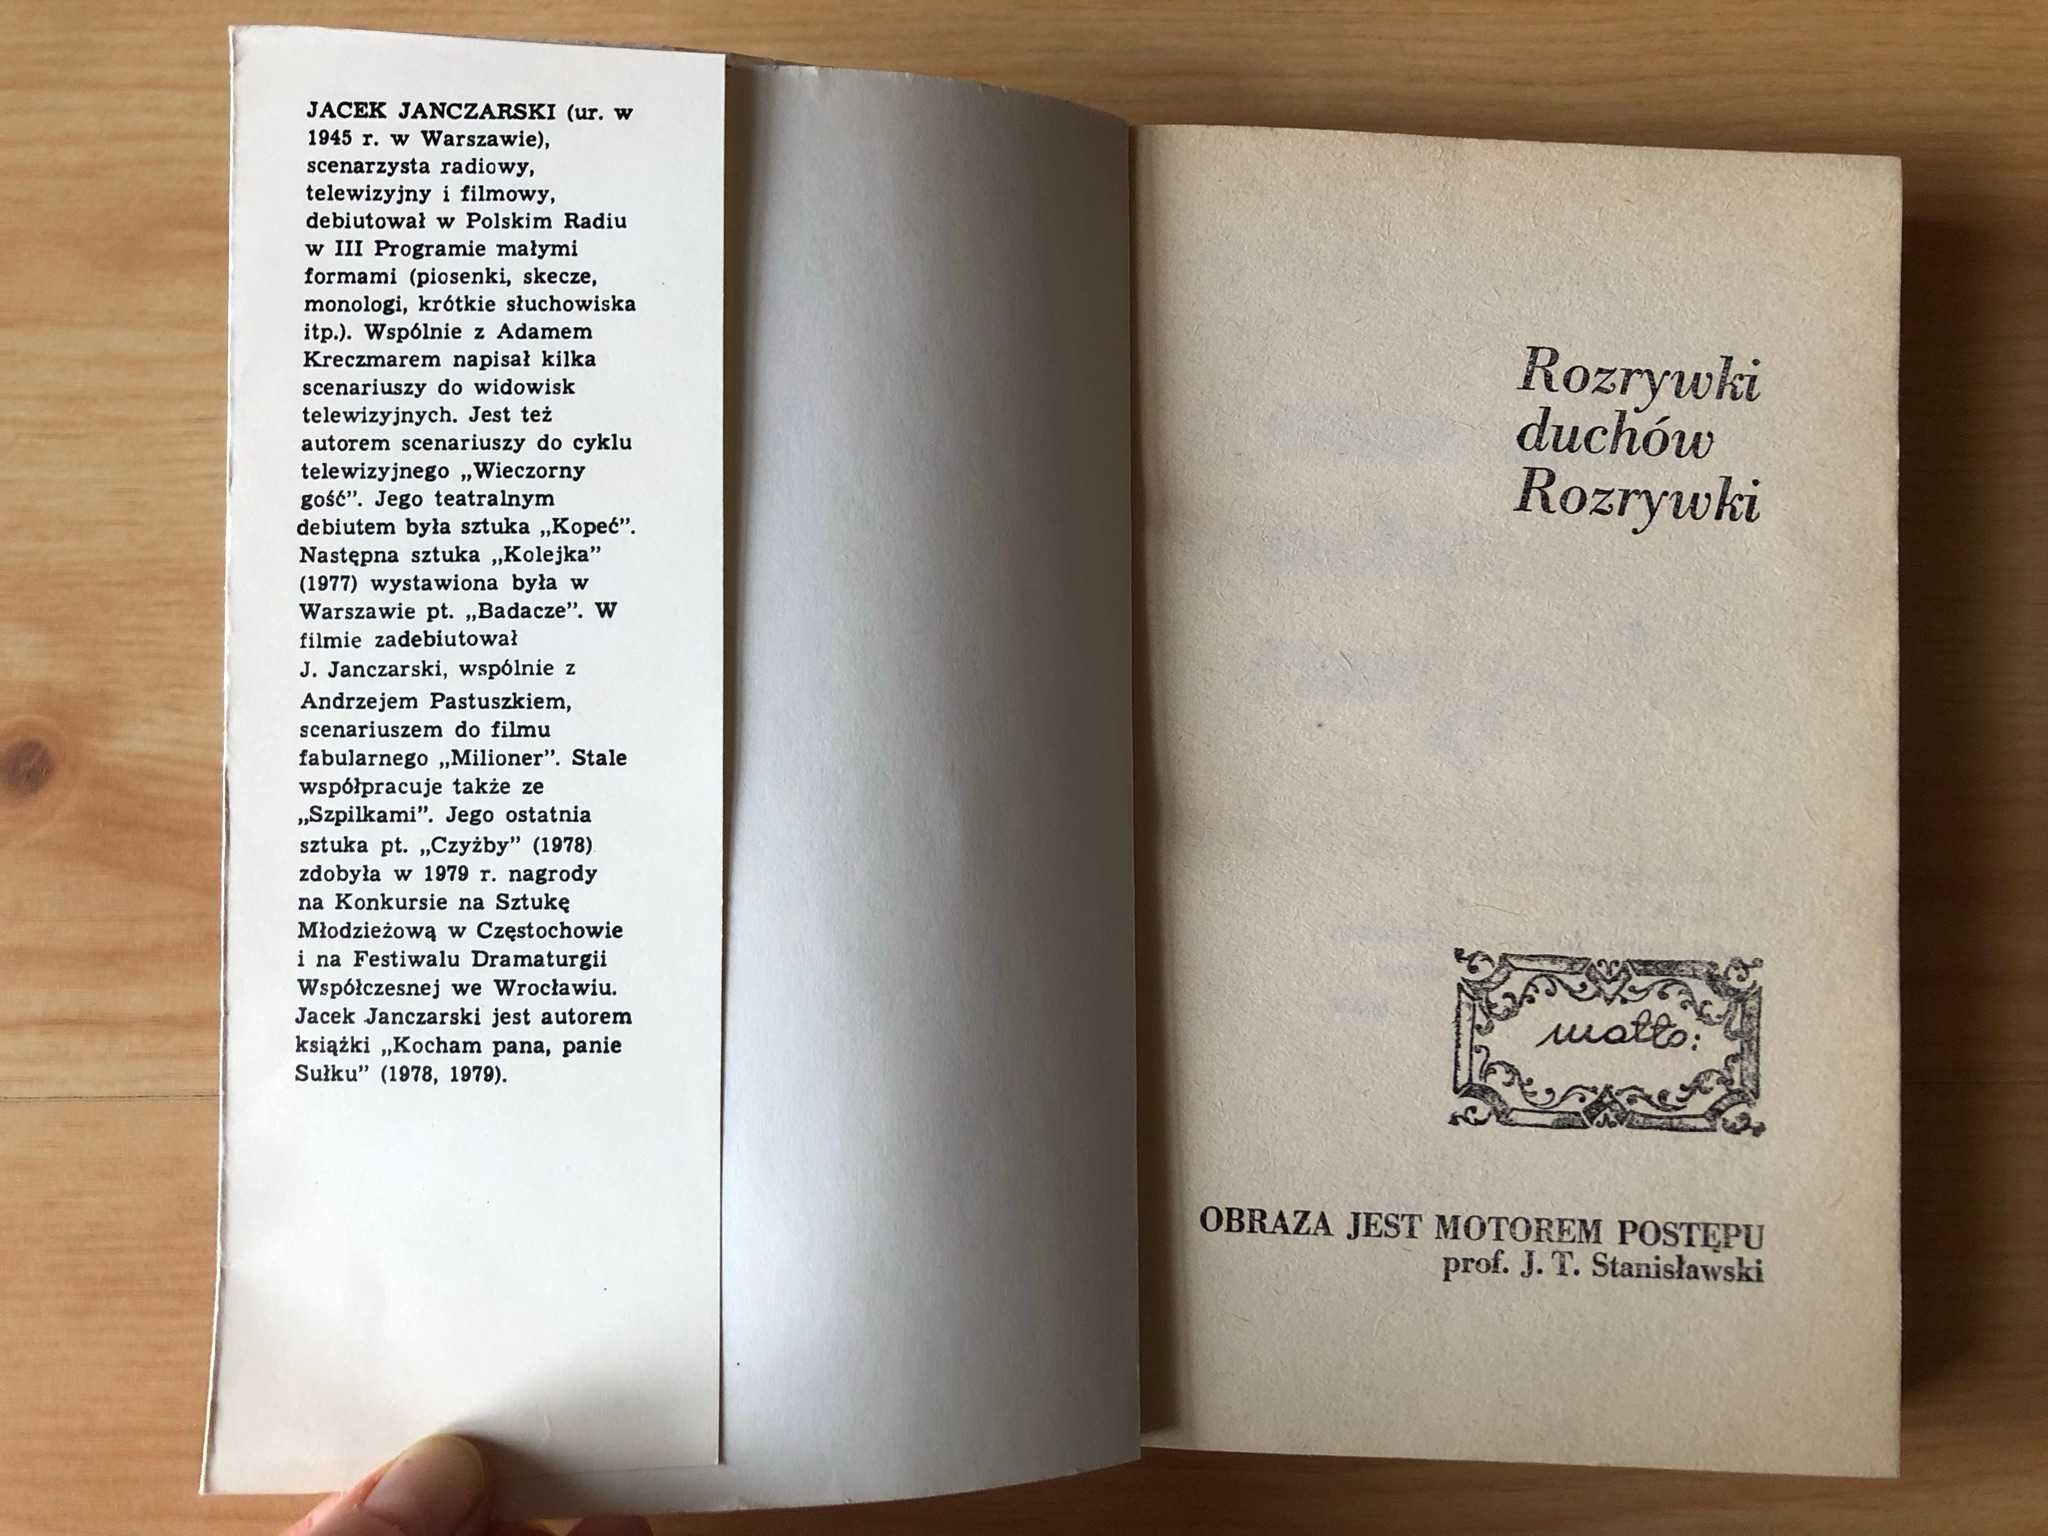 JACEK JANCZARSKI (ur. w
1945 r. w Warszawie),
scenarzysta radiowy,
telewizyjny i filmowy,
debiutował w Polskim Radiu
w III Programie małymi
formami (piosenki, skecze,
monologi, krótkie słuchowiska
itp.). Wspólnie z Adamem
Kreczmarem napisał kilka
scenariuszy do widowisk
telewizyjnych. Jest też
autorem scenariuszy do cyklu
telewizyjnego „Wieczorny
gość”. Jego teatralnym
debiutem była sztuka „Kopeć”.
Następna sztuka „Kolejka”
(1977) wystawiona była w
Warszawie pt. „Badacze”. W
filmie zadebiutował
J. Janczarski, wspólnie z
Andrzejem Pastuszkiem,
scenariuszem do filmu
fabularnego „Milioner”. Stale
współpracuje także ze
„Szpilkami”. Jego ostatnia
sztuka pt. „Czyżby” (1978)
zdobyła w 1979 r. nagrody
na Konkursie na Sztukę
Młodzieżową w Częstochowie
i na Festiwalu Dramaturgii
Współczesnej we Wrocławiu.
Jacek Janczarski jest autorem
książki „Kocham pana, panie
Sułku” (1978, 1979).
Rozrywki
duchów
Rozrywki
motto:
OBRAZA JEST MOTOREM POSTĘPU
prof. J. T. Stanisławski